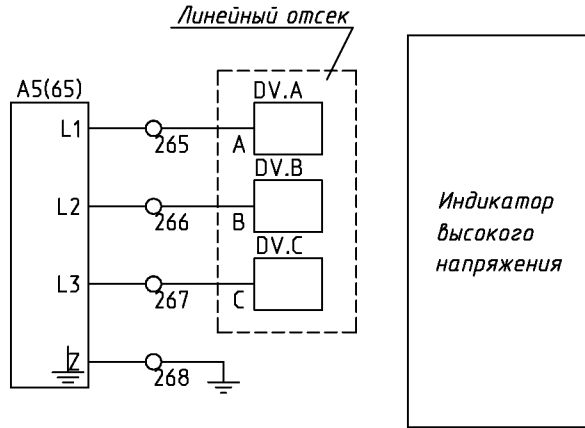 Линейный отсек
A5(65)
DV.A
L1
265
A
DV.B
L2
266
B
DV.C
L3
267
C
Z
268
Индикатор
высокого
напряжения